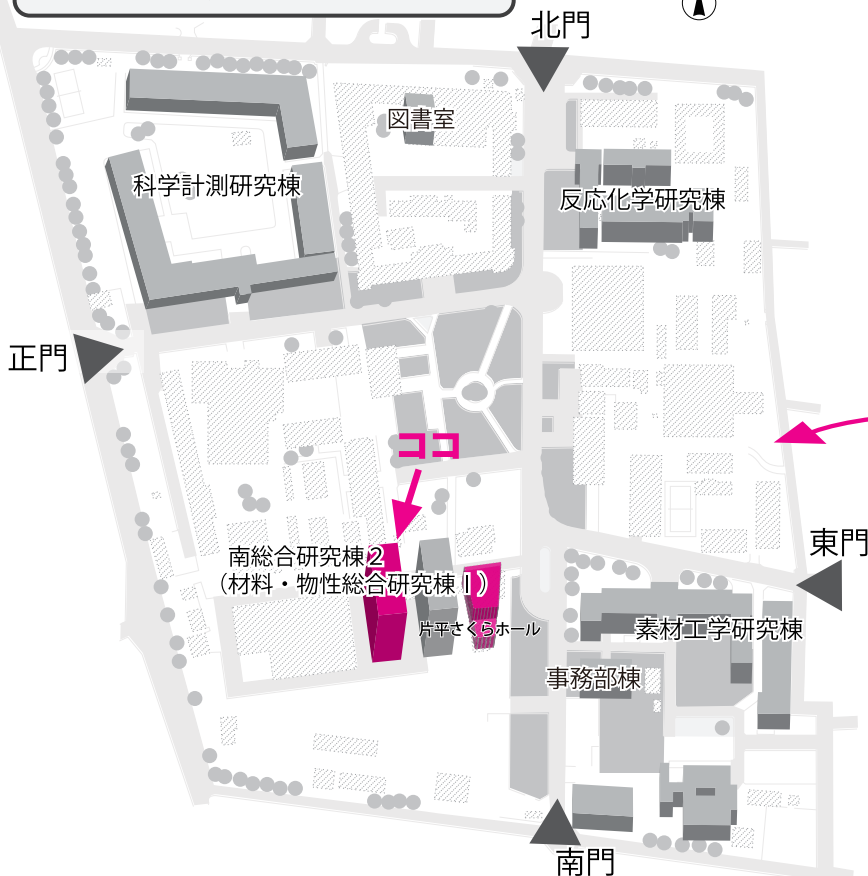 北門
図書室
科学計測研究棟
反応化学研究棟
正門
ココ
東門
南総合研究棟2
（材料・物性総合研究棟Ⅰ）
片平さくらホール
素材工学研究棟
事務部棟
南門